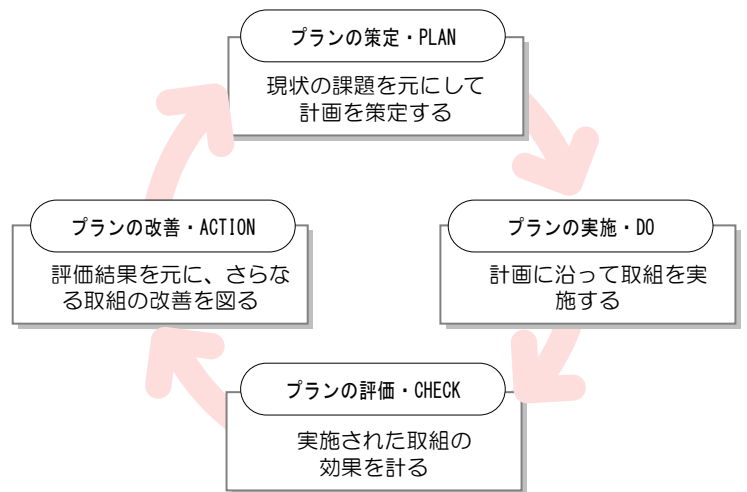 プランの策定・PLAN
現状の課題を元にして
計画を策定する
プランの改善・ACTION
評価結果を元に、さらな
る取組の改善を図る
プランの実施・DO
計画に沿って取組を実
施する
プランの評価・CHECK
実施された取組の
効果を計る